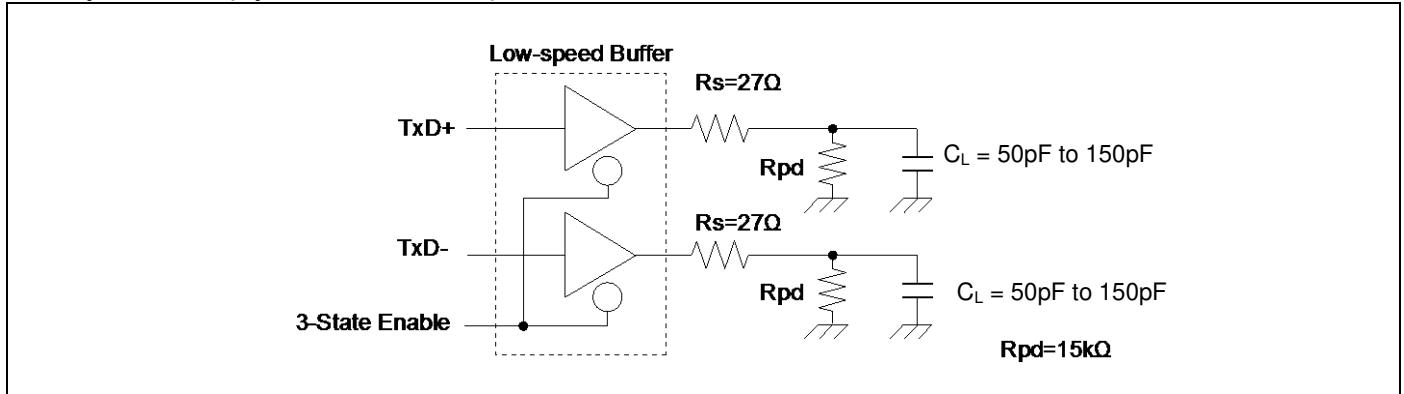 Low-speed Buffer
Rs=27Ω
TxD+
Rpd
C_L = 50pF to 150pF
Rs=27Ω
TxD-
Rpd
C_L = 50pF to 150pF
3-State Enable
Rpd=15kΩ